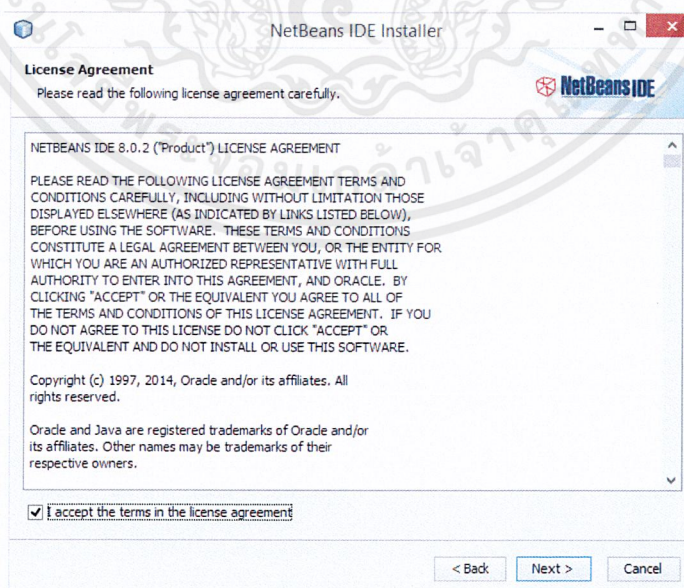 NetBeans IDE Installer
License Agreement
Please read the following license agreement carefully.
NetBeans IDE
NETBEANS IDE 8.0.2 ("Product") LICENSE AGREEMENT
PLEASE READ THE FOLLOWING LICENSE AGREEMENT TERMS AND
CONDITIONS CAREFULLY, INCLUDING WITHOUT LIMITATION THOSE
DISPLAYED ELSEWHERE (AS INDICATED BY LINKS LISTED BELOW),
BEFORE USING THE SOFTWARE. THESE TERMS AND CONDITIONS
CONSTITUTE A LEGAL AGREEMENT BETWEEN YOU, OR THE ENTITY FOR
WHICH YOU ARE AN AUTHORIZED REPRESENTATIVE WITH FULL
AUTHORITY TO ENTER INTO THIS AGREEMENT, AND ORACLE. BY
CLICKING "ACCEPT" OR THE EQUIVALENT YOU AGREE TO ALL OF
THE TERMS AND CONDITIONS OF THIS LICENSE AGREEMENT. IF YOU
DO NOT AGREE TO THIS LICENSE DO NOT CLICK "ACCEPT" OR
THE EQUIVALENT AND DO NOT INSTALL OR USE THIS SOFTWARE.
Copyright (c) 1997, 2014, Oracle and/or its affiliates. All
rights reserved.
Oracle and Java are registered trademarks of Oracle and/or
its affiliates. Other names may be trademarks of their
respective owners.
I accept the terms in the license agreement
< Back
Next >
Cancel